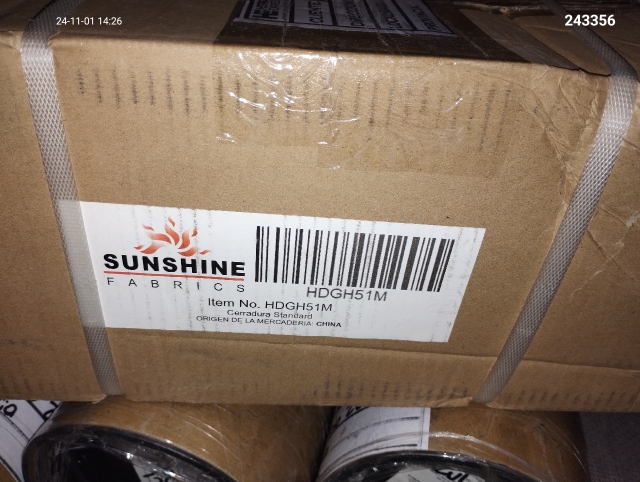 24-11-01 14:26
243356
SUNSHINE
FABRICS
HDGH51M
Item No. HDGH51M
Cerradura Standard
ORIGEN DE LA MERCADERIA: CHINA